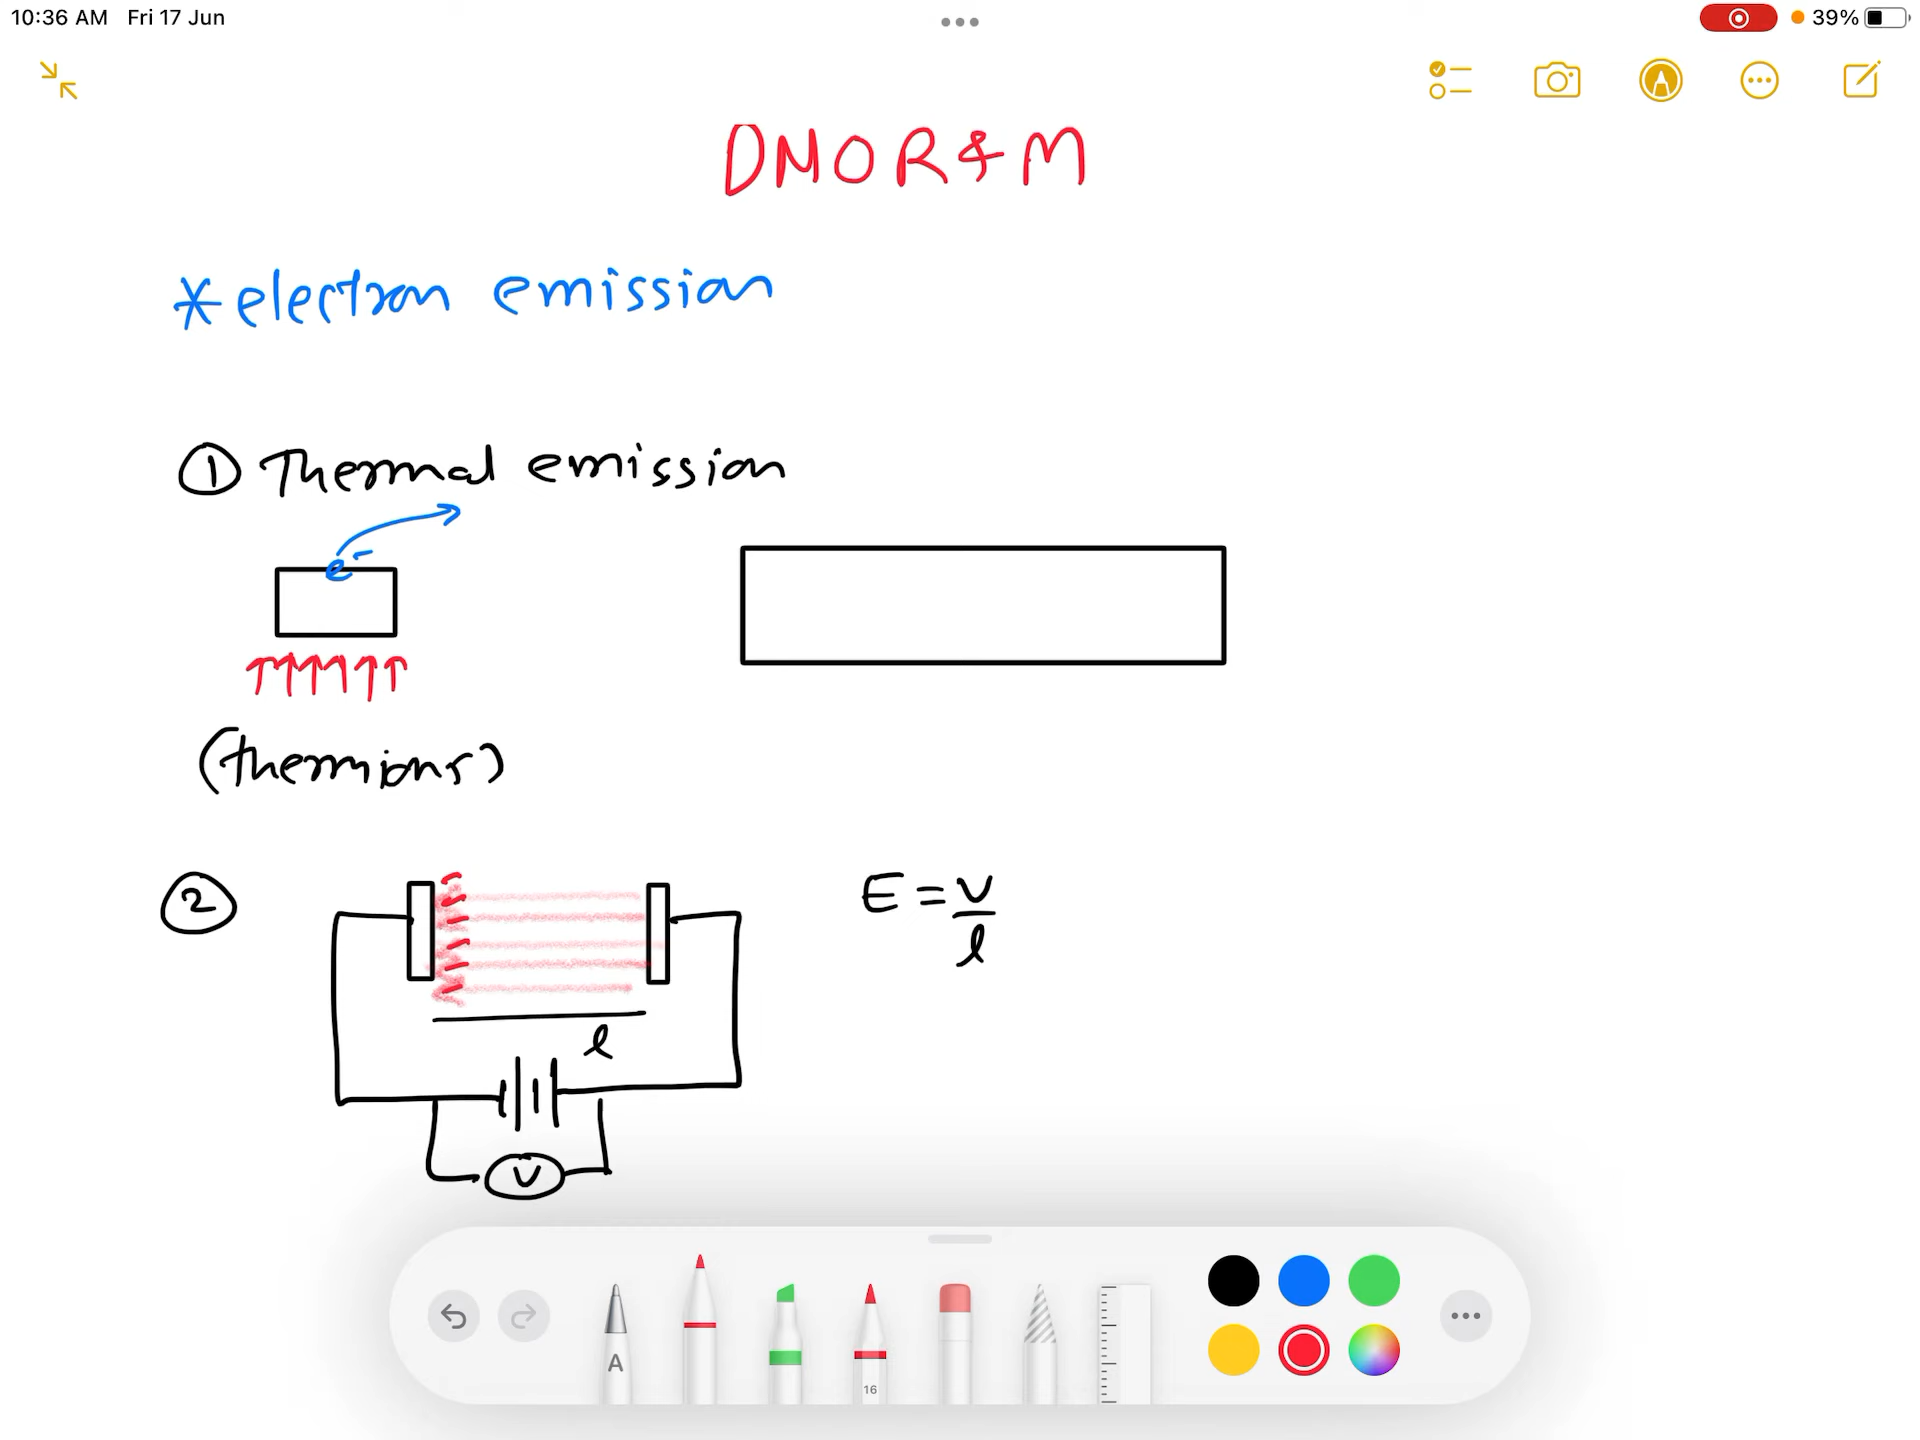 10:36 AM Fri 17 Jun
39%
DNOR&M
*electron emission
① Thermal emission
e-
(thermions)
②
E = V
l
l
V
A
16